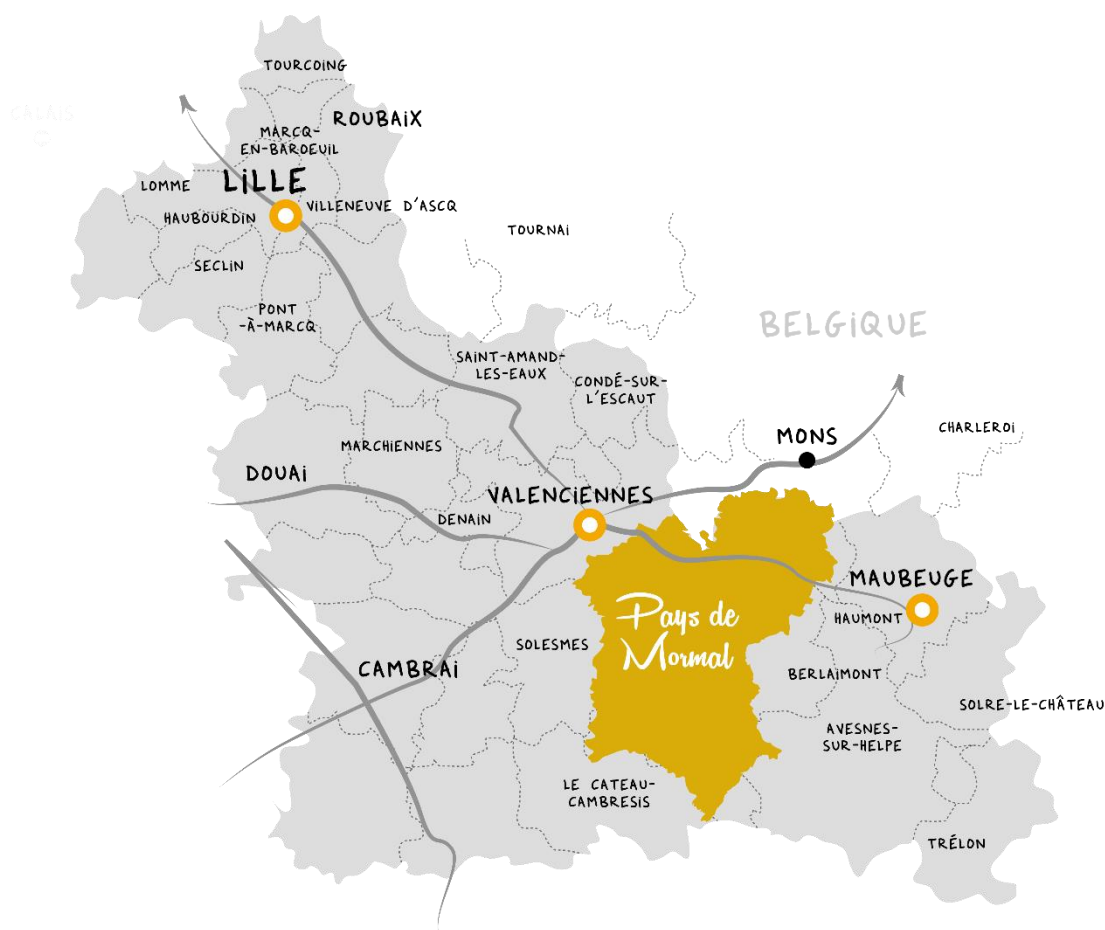 TOURCOING
CALAIS
ROUBAIX
MARCQ-
EN-BAROEUIL
LOMME
LILLE
HAUBOURDIN
VILLENEUVE D'ASCQ
TOURNAI
SECLIN
PONT
-À-MARCQ
BELGIQUE
SAINT-AMAND-
LES-EAUX
CONDÉ-SUR-
L'ESCAUT
MARCHIENNES
MONS
CHARLEROI
DOUAI
VALENCIENNES
DENAIN
MAUBEUGE
HAUMONT
Pays de
Mormal
SOLESMES
CAMBRAI
BERLAIMONT
SOLRE-LE-CHÂTEAU
AVESNES-
SUR-HELPE
LE CATEAU-
CAMBRESIS
TRÉLON